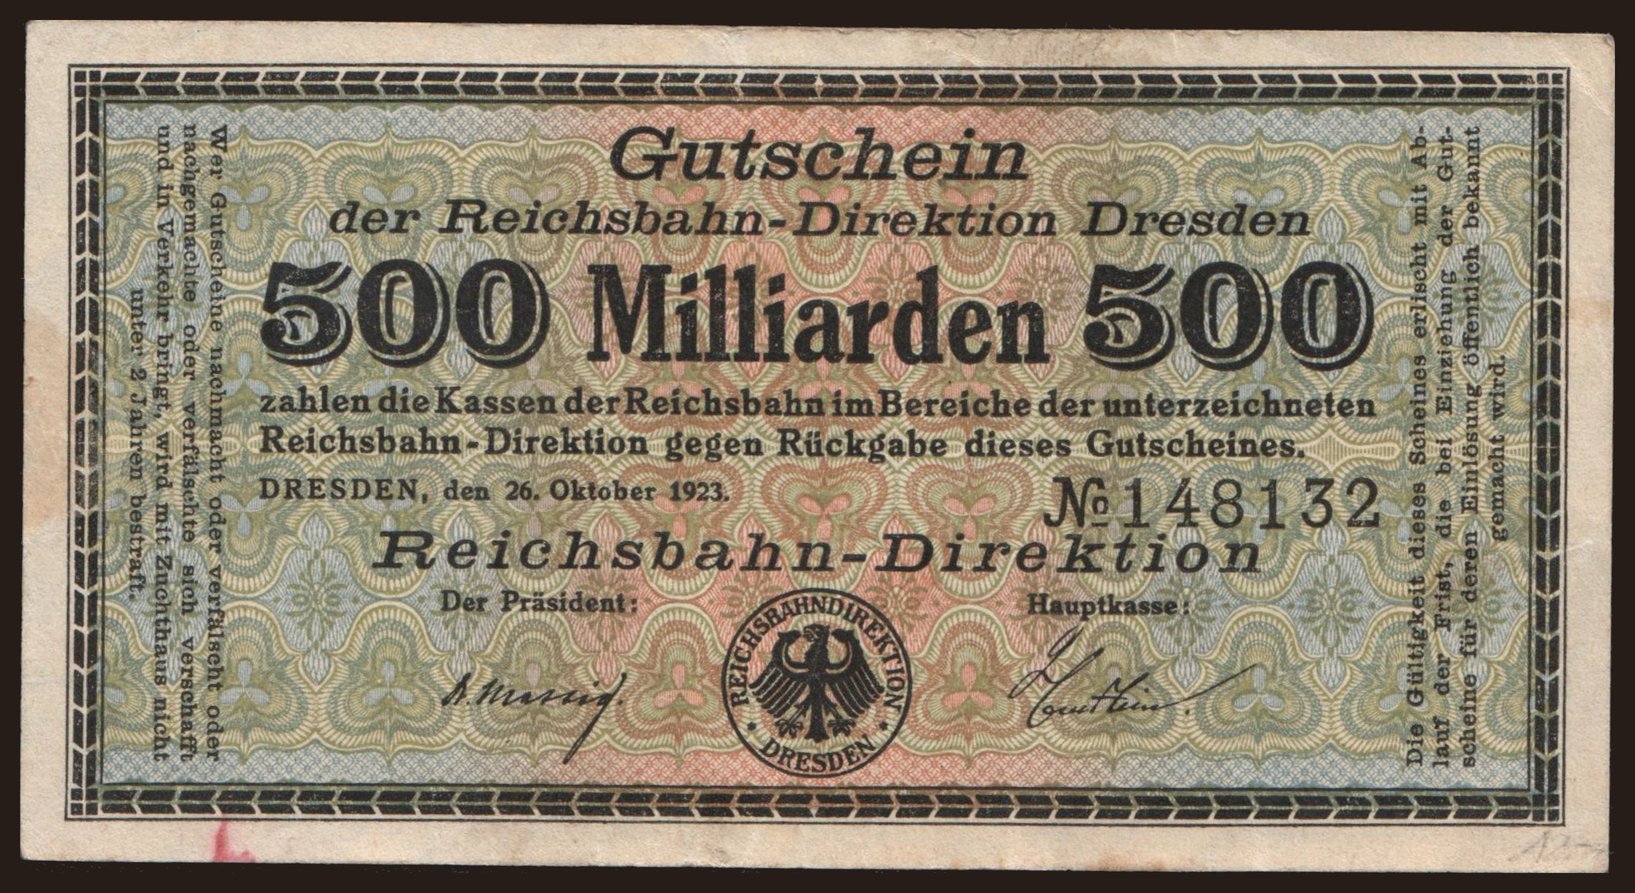 Gutschein
der Reichsbahn-Direktion Dresden
500 Milliarden 500
zahlen die Kassen der Reichsbahn im Bereiche der unterzeichneten
Reichsbahn-Direktion gegen Rückgabe dieses Gutscheines.
DRESDEN, den 26. Oktober 1923.
№ 148132
Reichsbahn-Direktion
Der Präsident:
Hauptkasse:
REICHSBAHNDIREKTION
• DRESDEN •
Wer Gutscheine nachmacht oder verfälscht oder
nachgemachte oder verfälschte sich verschafft
und in Verkehr bringt, wird mit Zuchthaus nicht
unter 2 Jahren bestraft.
Die Gültigkeit dieses Scheines erlischt mit Ab-
lauf der Frist, die bei Einziehung der Gut-
scheine für deren Einlösung öffentlich bekannt
gemacht wird.